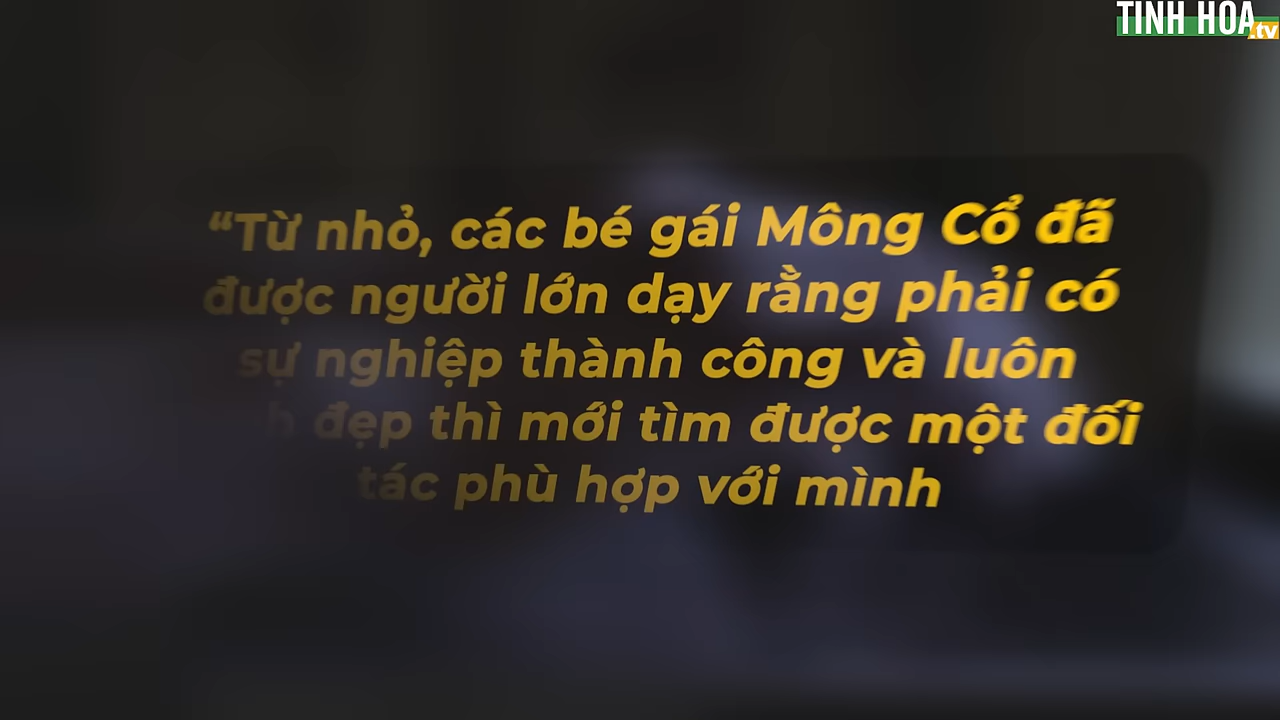 TINH HOA
.tv
“Từ nhỏ, các bé gái Mông Cổ đã
được người lớn dạy rằng phải có
sự nghiệp thành công và luôn
đẹp thì mới tìm được một đối
tác phù hợp với mình